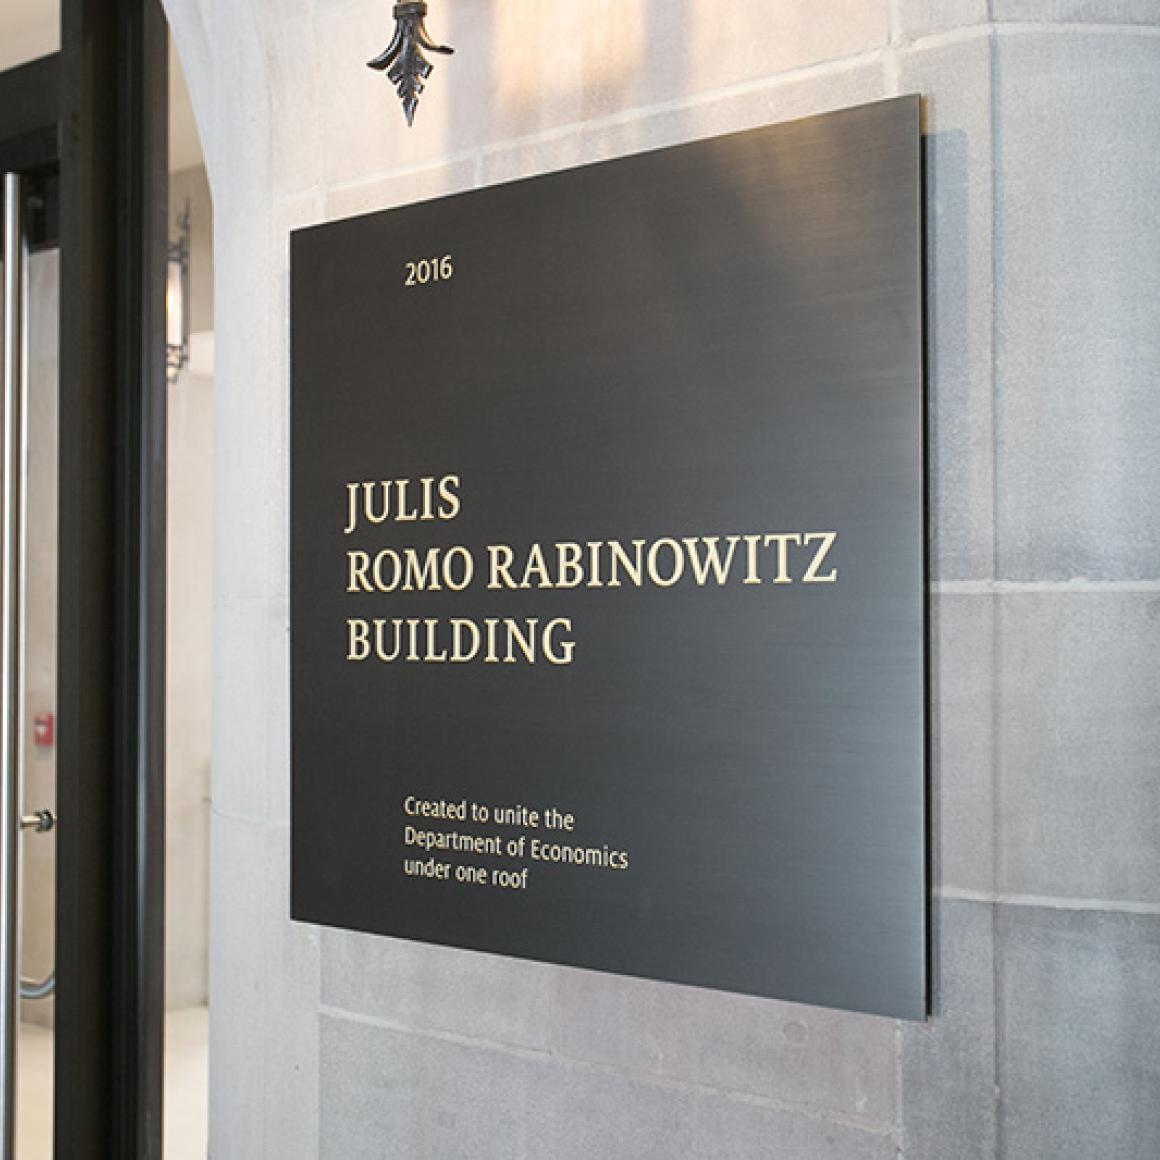 2016
JULIS
ROMO RABINOWITZ
BUILDING
Created to unite the
Department of Economics
under one roof